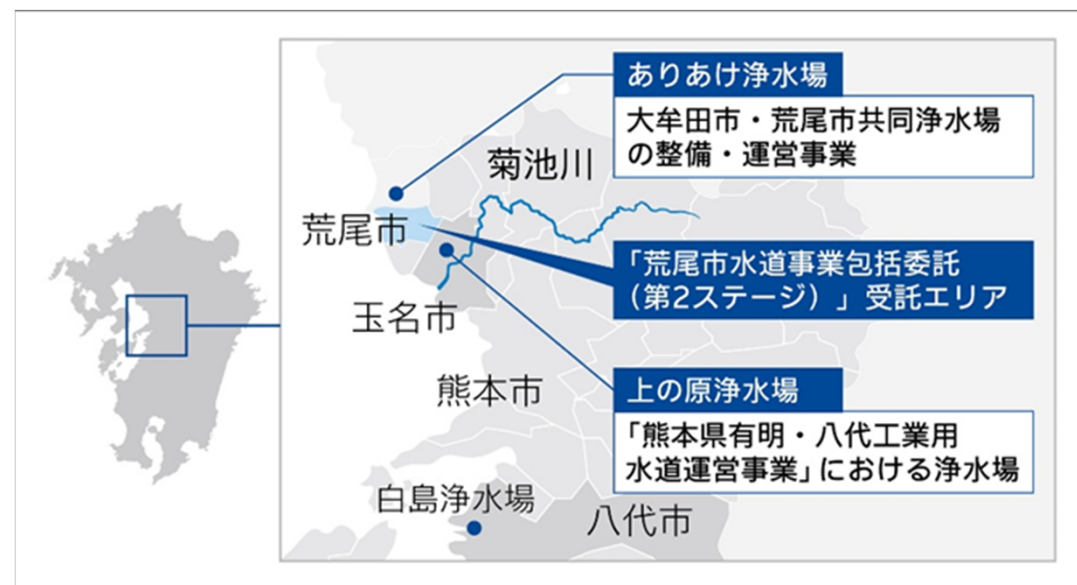 ありあけ浄水場
大牟田市・荒尾市共同浄水場
の整備・運営事業
菊池川
荒尾市
「荒尾市水道事業包括委託
（第2ステージ）」受託エリア
玉名市
熊本市
上の原浄水場
「熊本県有明・八代工業用
水道運営事業」における浄水場
白島浄水場
八代市